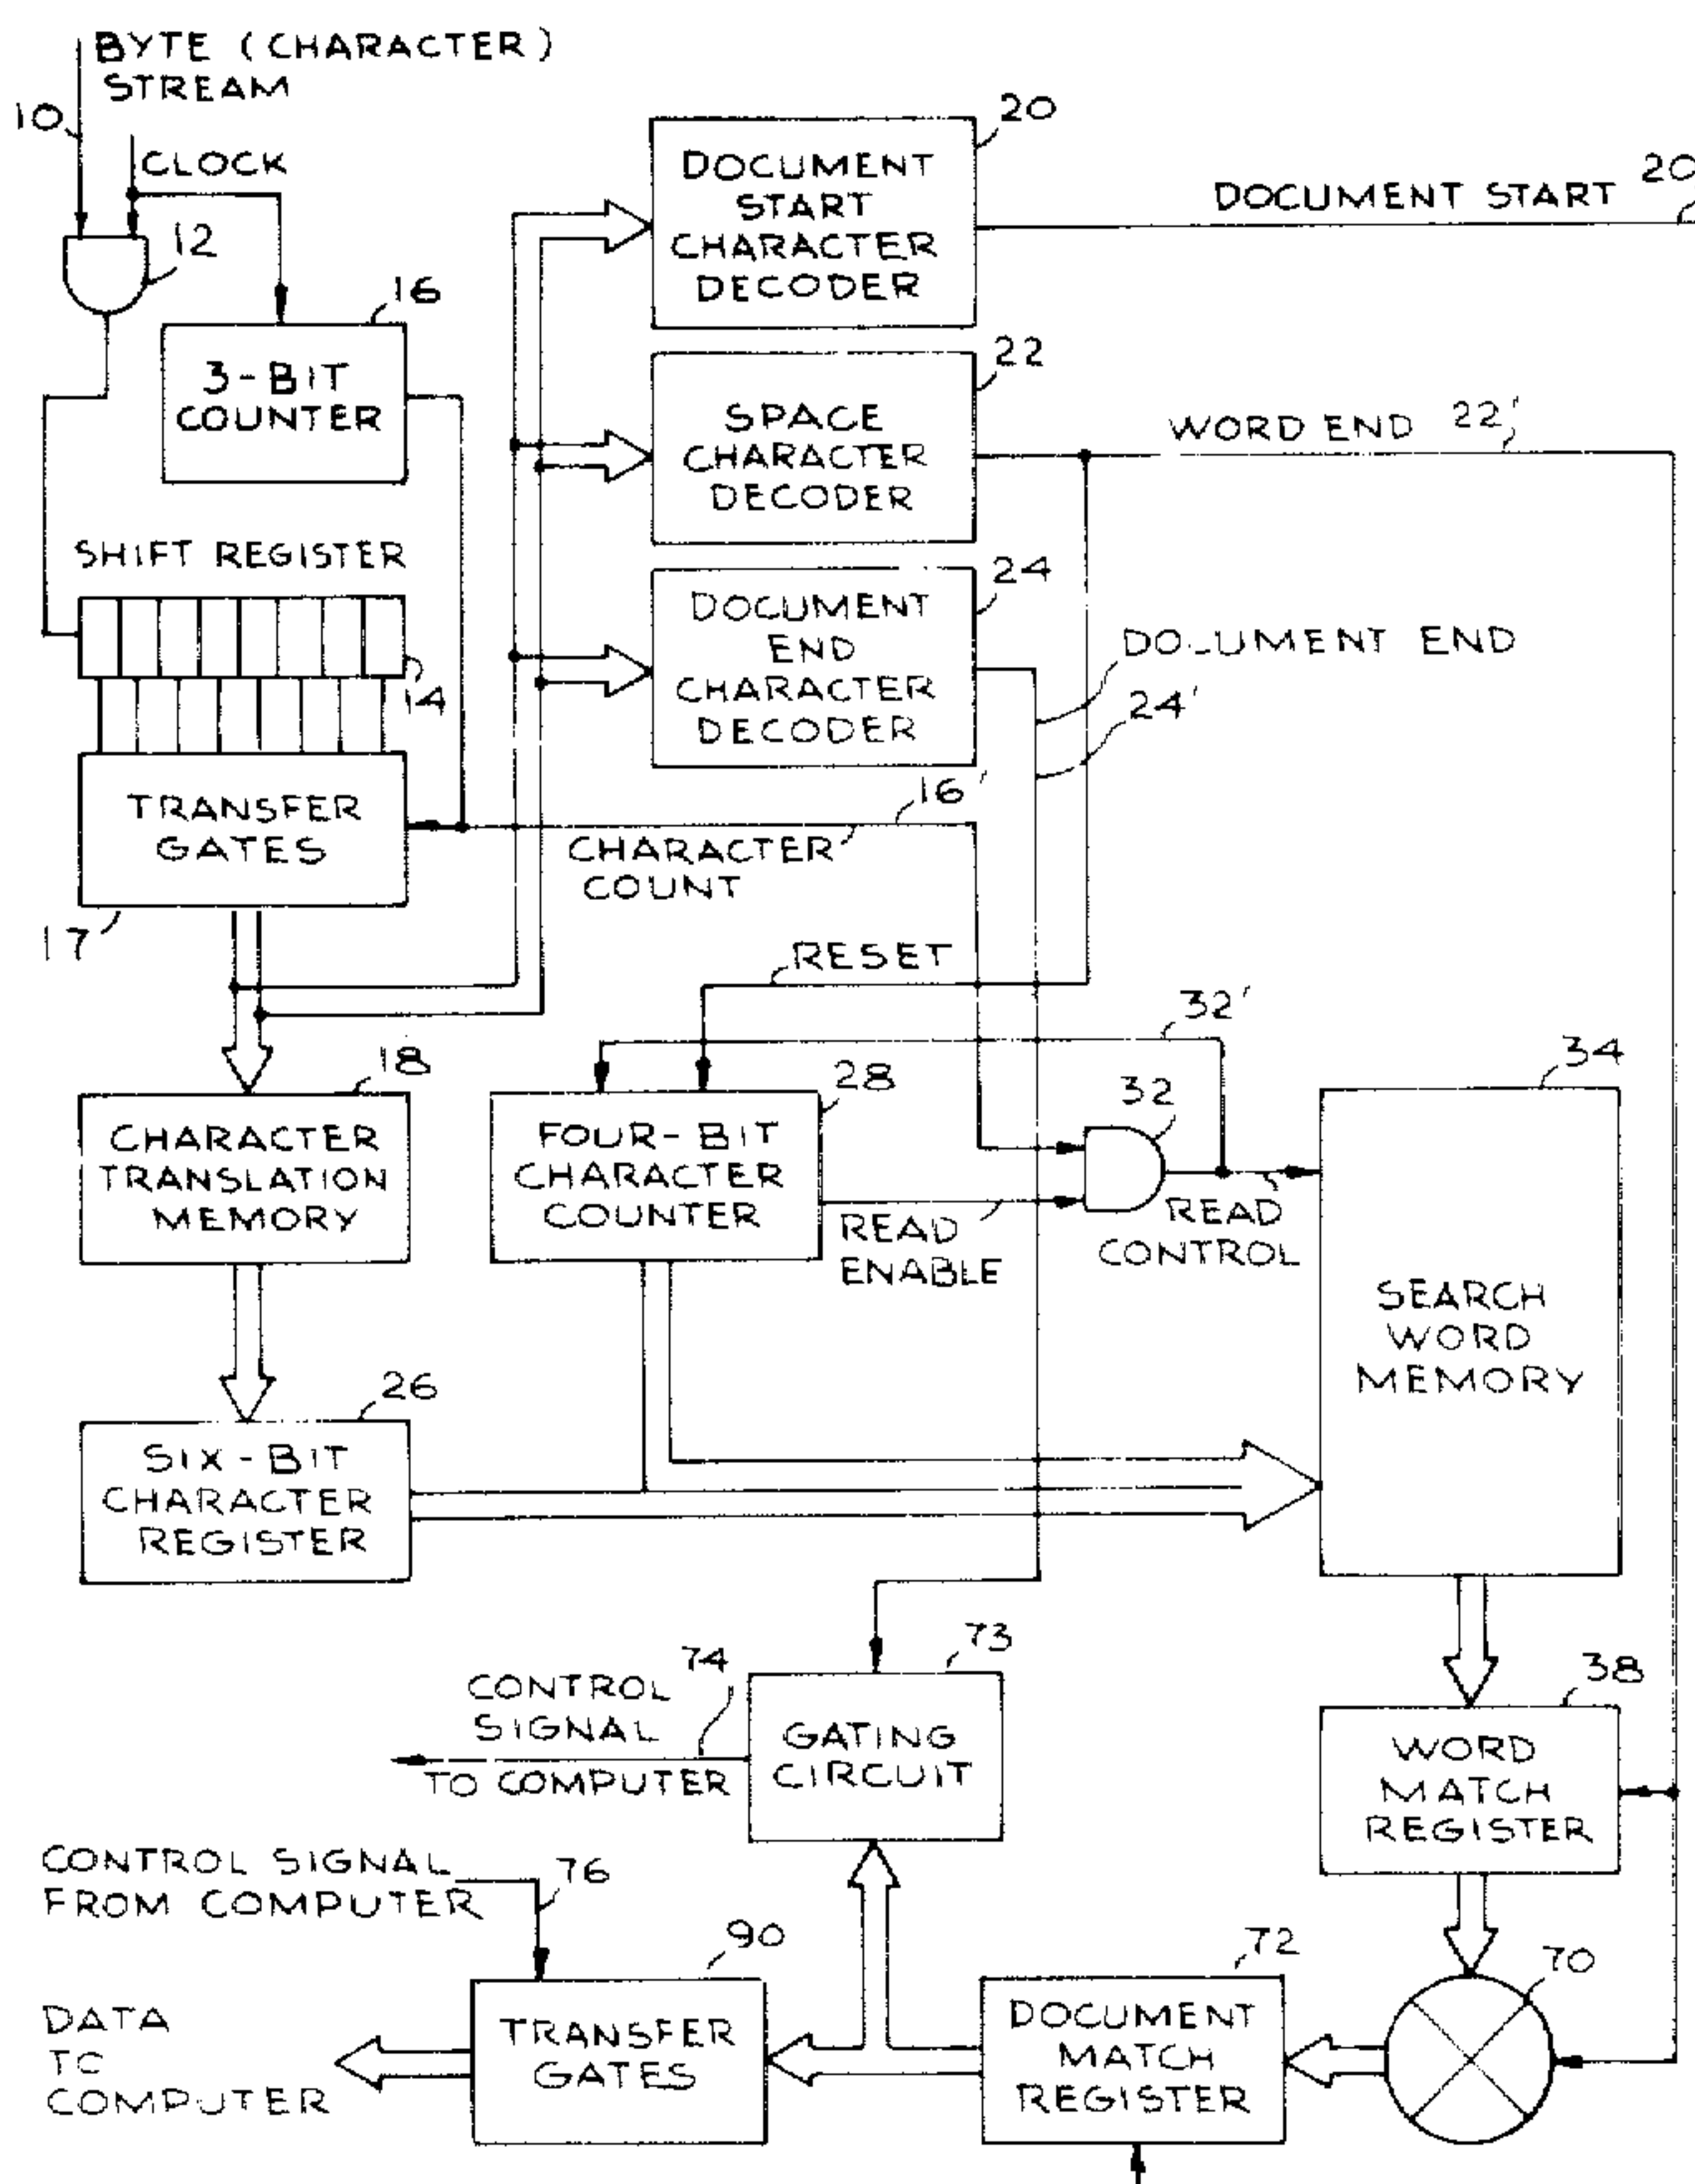 BYTE (CHARACTER)
STREAM
10
CLOCK
12
16
3-BIT
COUNTER
SHIFT REGISTER
14
TRANSFER
GATES
17
20
DOCUMENT
START
CHARACTER
DECODER
DOCUMENT START
20
22
SPACE
CHARACTER
DECODER
WORD END
22'
24
DOCUMENT
END
CHARACTER
DECODER
DOCUMENT END
24'
16'
CHARACTER
COUNT
RESET
32'
18
CHARACTER
TRANSLATION
MEMORY
28
FOUR-BIT
CHARACTER
COUNTER
READ
ENABLE
32
READ
CONTROL
34
SEARCH
WORD
MEMORY
26
SIX-BIT
CHARACTER
REGISTER
73
GATING
CIRCUIT
74
CONTROL
SIGNAL
TO COMPUTER
38
WORD
MATCH
REGISTER
CONTROL SIGNAL
FROM COMPUTER
76
90
TRANSFER
GATES
DATA
TO
COMPUTER
72
DOCUMENT
MATCH
REGISTER
70